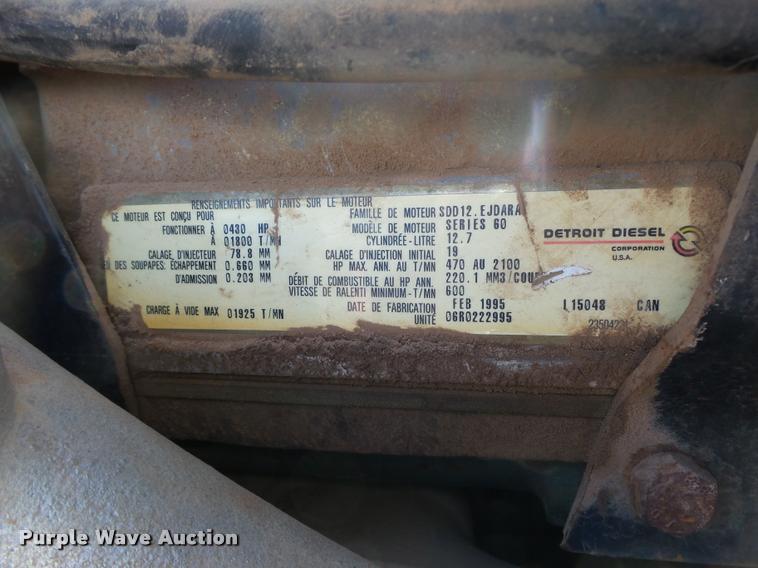 RENSEIGNEMENTS IMPORTANTS SUR LE MOTEUR
CE MOTEUR EST CONÇU POUR
FONCTIONNER À 0430 HP
À 01800 T/MN
CALAGE D'INJECTEUR 78.8 MM
DES SOUPAPES: ÉCHAPPEMENT 0.660 MM
D'ADMISSION 0.203 MM
CHARGE À VIDE MAX 01925 T/MN
FAMILLE DE MOTEUR SDD12.EJDARA
MODÈLE DE MOTEUR SERIES 60
CYLINDRÉE-LITRE 12.7
CALAGE D'INJECTION INITIAL 19
HP MAX. ANN. AU T/MN 470 AU 2100
DÉBIT DE COMBUSTIBLE AU HP ANN. 220.1 MM3/
VITESSE DE RALENTI MINIMUM-T/MN 600
DATE DE FABRICATION FEB 1995 L15048 CAN
UNITÉ 06R0222995
DETROIT DIESEL
CORPORATION
U.S.A.
Purple Wave Auction